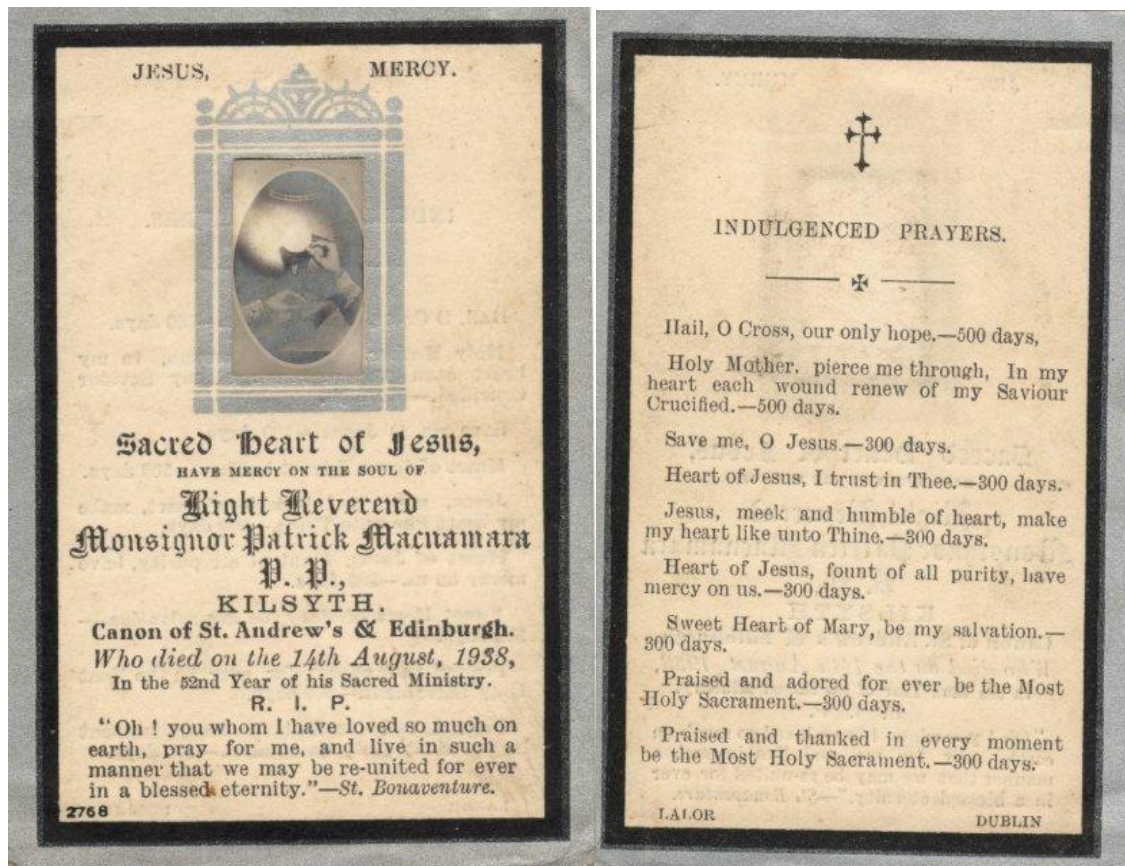 JESUS, MERCY.
Sacred Heart of Jesus,
HAVE MERCY ON THE SOUL OF
Right Reverend
Monsignor Patrick Macnamara
P. P.,
KILSYTH.
Canon of St. Andrew's & Edinburgh.
Who died on the 14th August, 1938,
In the 52nd Year of his Sacred Ministry.
R. I. P.
"Oh ! you whom I have loved so much on
earth, pray for me, and live in such a
manner that we may be re-united for ever
in a blessed eternity."—St. Bonaventure.
2768
INDULGENCED PRAYERS.
Hail, O Cross, our only hope.—500 days,
Holy Mother, pierce me through, In my
heart each wound renew of my Saviour
Crucified.—500 days.
Save me, O Jesus.—300 days.
Heart of Jesus, I trust in Thee.—300 days.
Jesus, meek and humble of heart, make
my heart like unto Thine.—300 days.
Heart of Jesus, fount of all purity, have
mercy on us.—300 days.
Sweet Heart of Mary, be my salvation.—
300 days.
Praised and adored for ever be the Most
Holy Sacrament.—300 days.
Praised and thanked in every moment
be the Most Holy Sacrament.—300 days.
LALOR DUBLIN